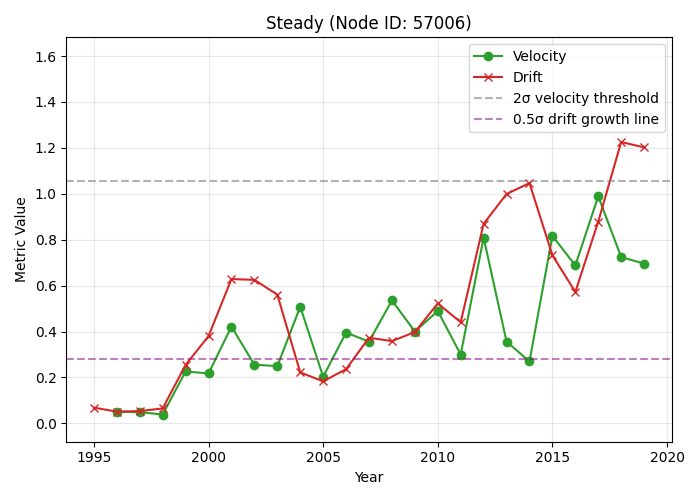 Steady (Node ID: 57006)
Velocity
Drift
2σ velocity threshold
0.5σ drift growth line
Metric Value
1.6
1.4
1.2
1.0
0.8
0.6
0.4
0.2
0.0
1995 2000 2005 2010 2015 2020
Year